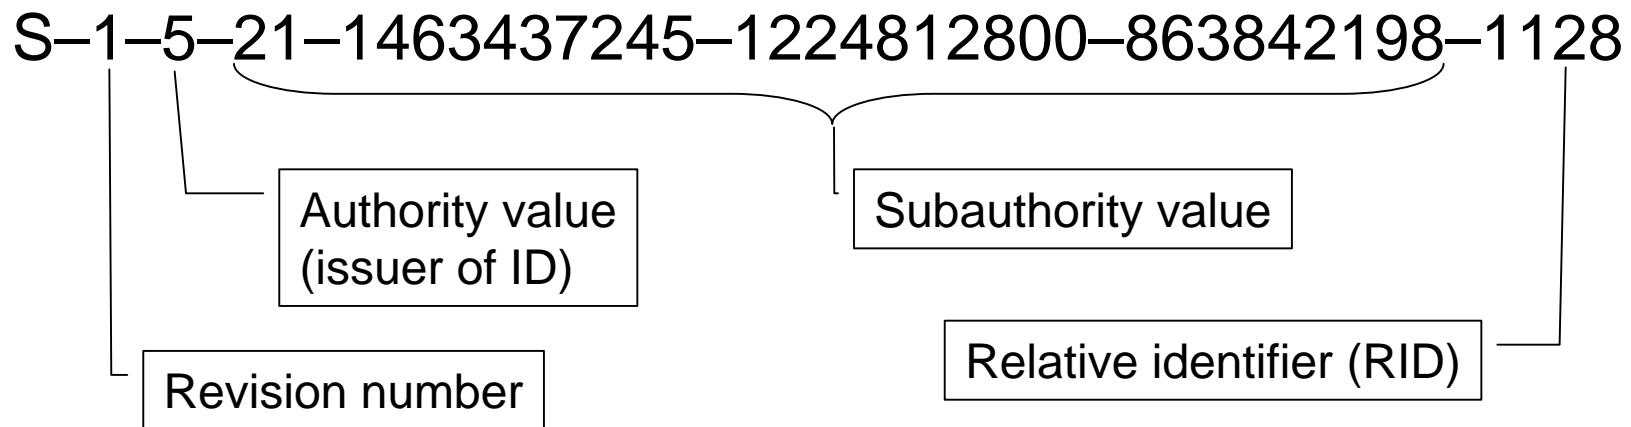 S–1–5–21–1463437245–1224812800–863842198–1128
Authority value
(issuer of ID)
Subauthority value
Relative identifier (RID)
Revision number